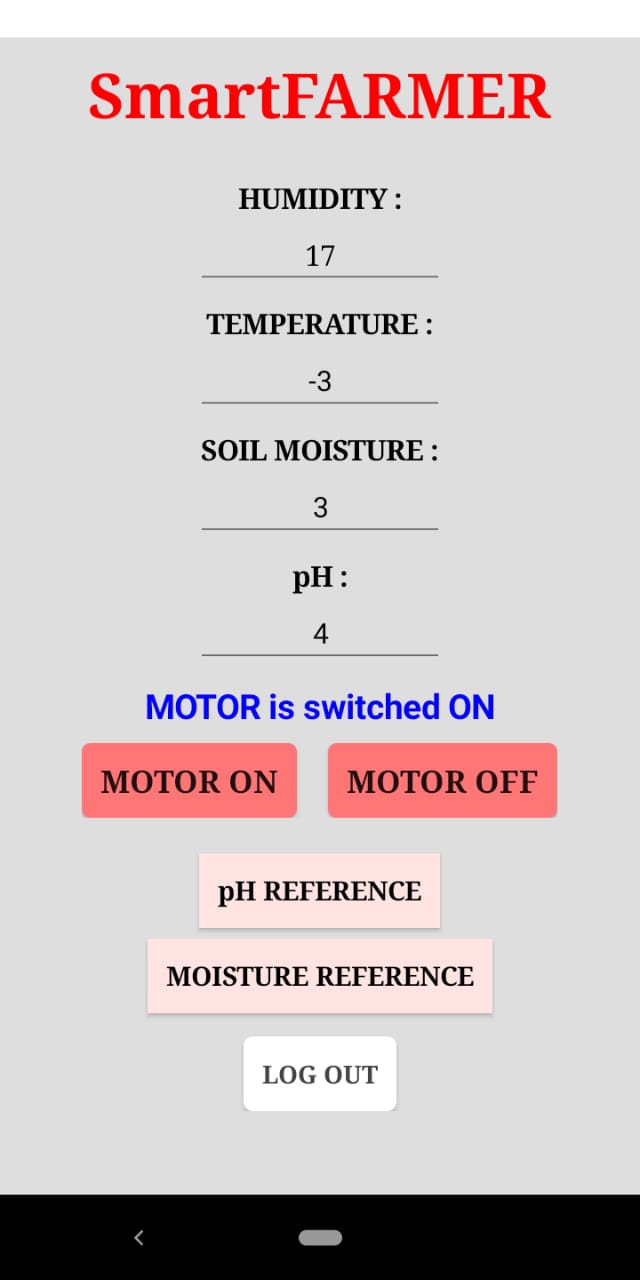 SmartFARMER
HUMIDITY :
17
TEMPERATURE :
-3
SOIL MOISTURE :
3
pH :
4
MOTOR is switched ON
MOTOR ON MOTOR OFF
pH REFERENCE
MOISTURE REFERENCE
LOG OUT